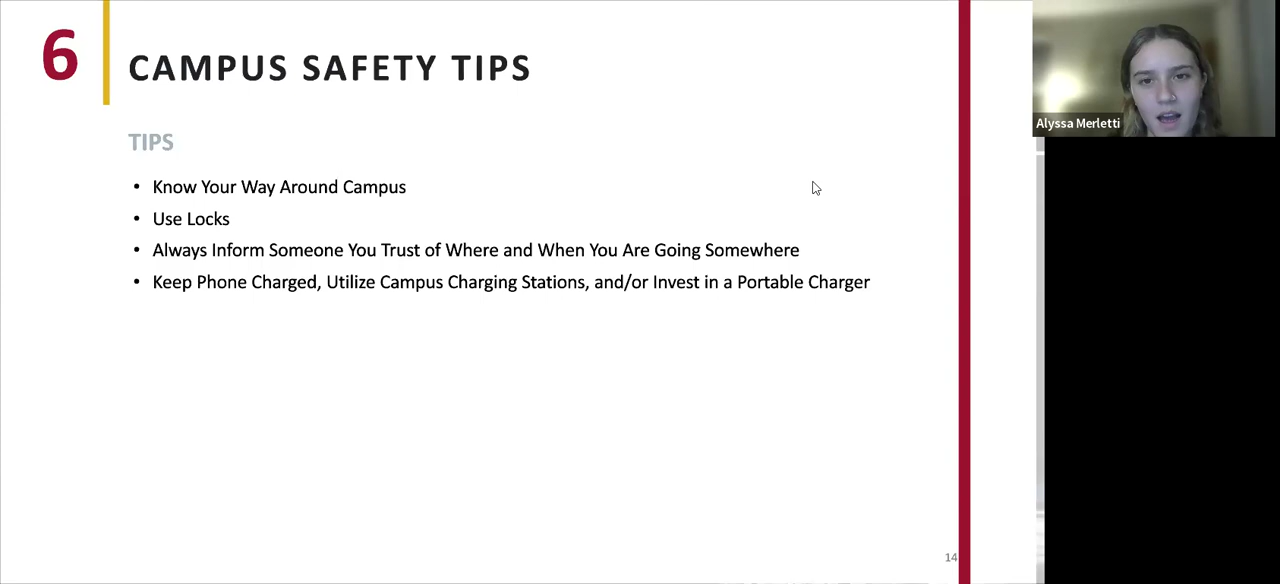 6
CAMPUS SAFETY TIPS
TIPS
• Know Your Way Around Campus
• Use Locks
• Always Inform Someone You Trust of Where and When You Are Going Somewhere
• Keep Phone Charged, Utilize Campus Charging Stations, and/or Invest in a Portable Charger
14
Alyssa Merletti